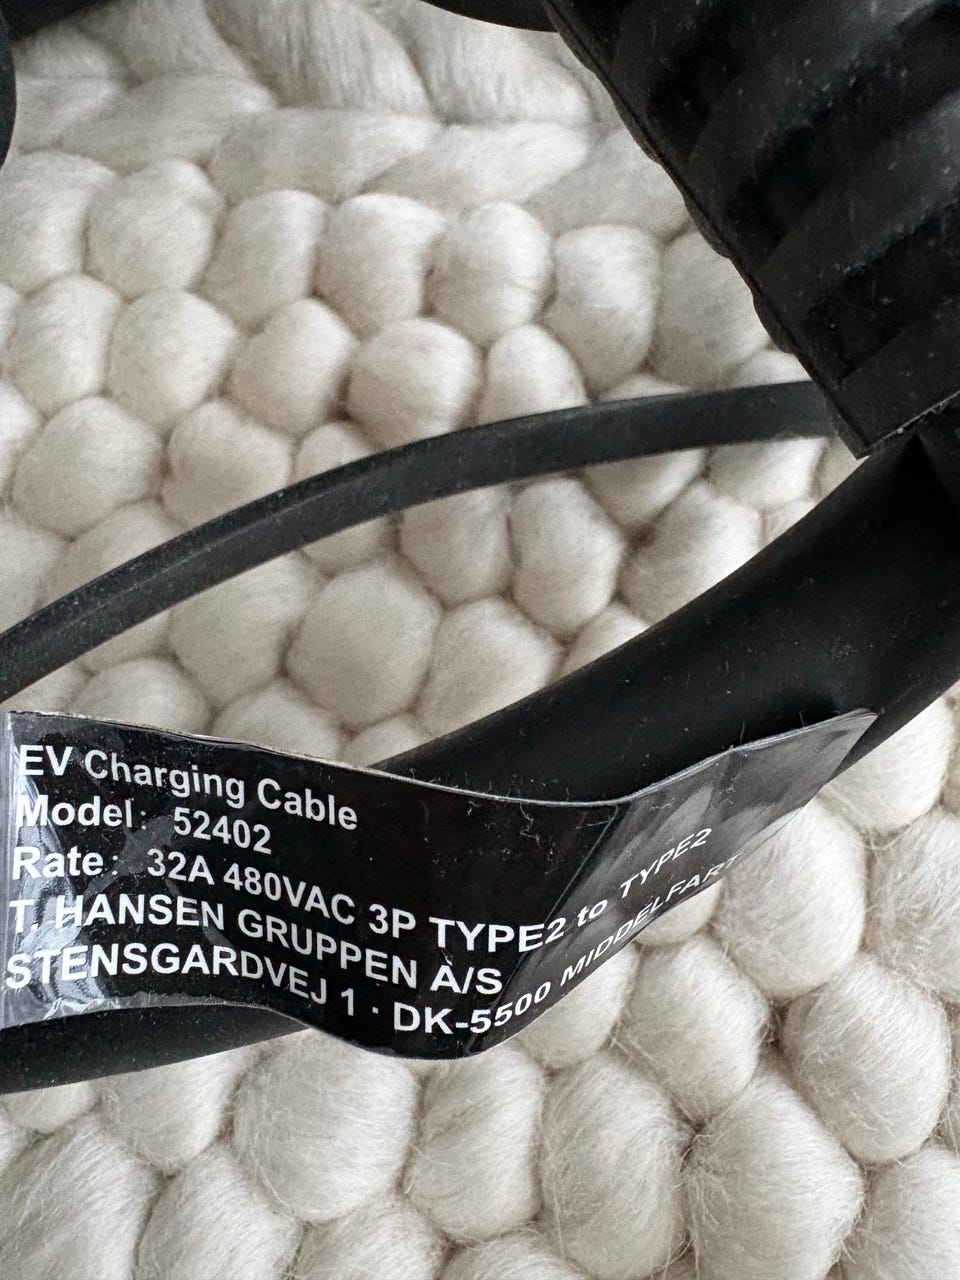 EV Charging Cable
Model: 52402
Rate: 32A 480VAC 3P TYPE2 to TYPE2
T. HANSEN GRUPPEN A/S
STENSGARDVEJ 1 · DK-5500 MIDDELFART